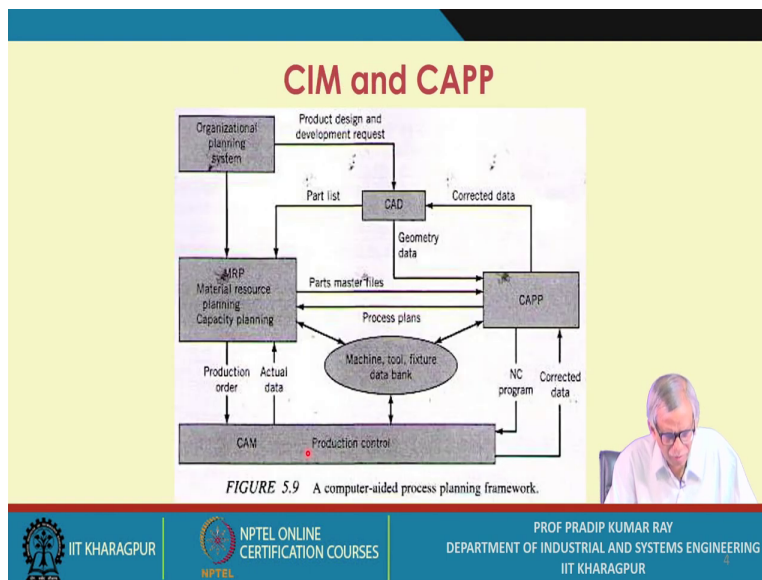 CIM and CAPP
Organizational
planning
system
Product design and
development request
Part list
CAD
Corrected data
Geometry
data
MRP
Material resource
planning
Capacity planning
Parts master files
CAPP
Process plans
Machine, tool, fixture
data bank
Production
order
Actual
data
NC
program
Corrected
data
CAM Production control
FIGURE 5.9 A computer-aided process planning framework.
IIT KHARAGPUR
NPTEL
NPTEL ONLINE
CERTIFICATION COURSES
PROF PRADIP KUMAR RAY
DEPARTMENT OF INDUSTRIAL AND SYSTEMS ENGINEERING
IIT KHARAGPUR
4